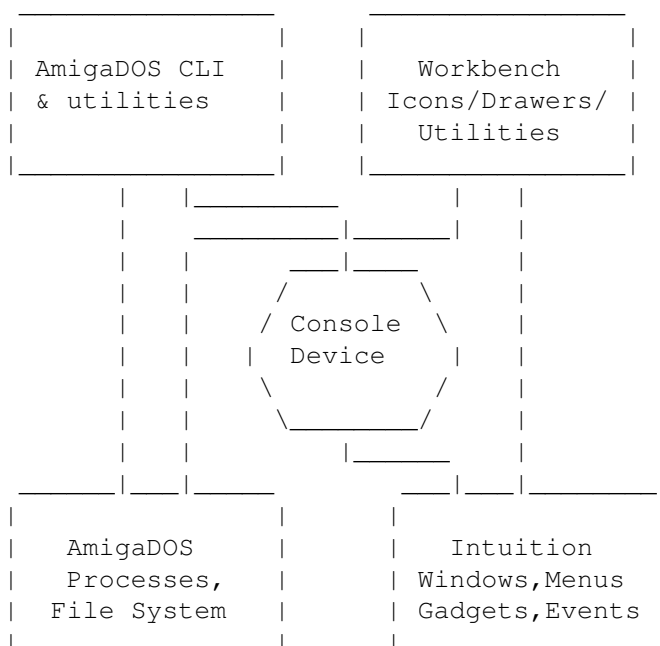 AmigaDOS CLI
& utilities
Workbench
Icons/Drawers/
Utilities
Console
Device
AmigaDOS
Processes,
File System
Intuition
Windows,Menus
Gadgets,Events